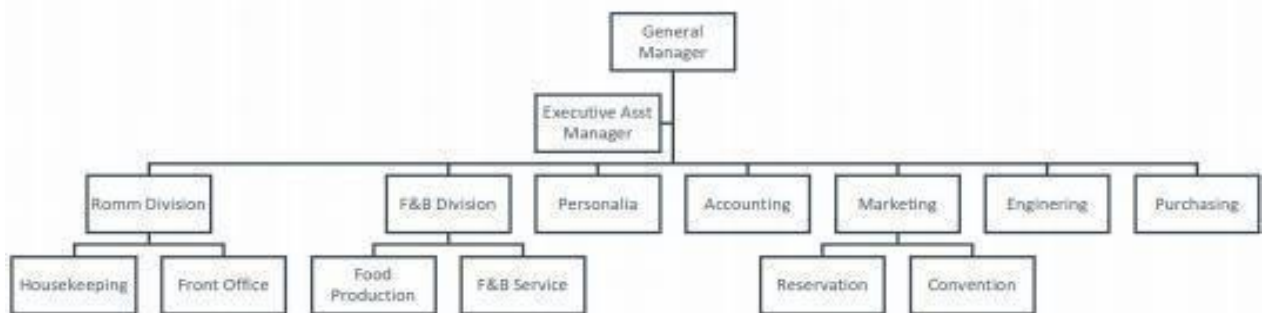 General
Manager
Executive Asst
Manager
Romm Division
F&B Division
Personalia
Accounting
Marketing
Enginering
Purchasing
Housekeeping
Front Office
Food
Production
F&B Service
Reservation
Convention